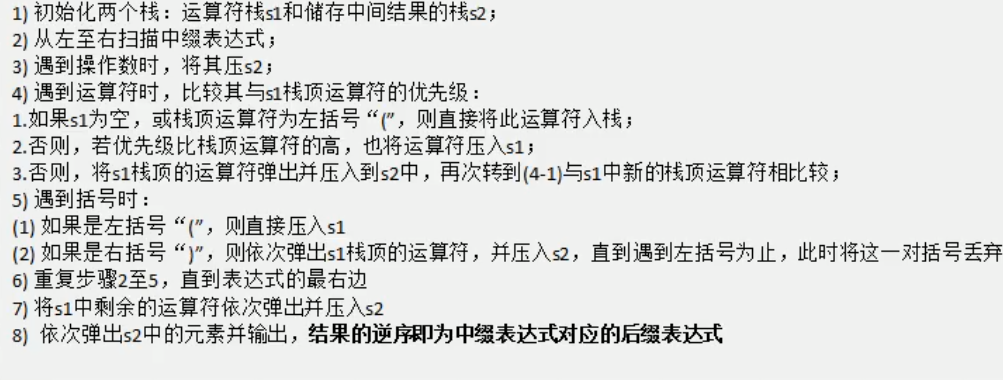 1) 初始化两个栈：运算符栈s1和储存中间结果的栈s2；
2) 从左至右扫描中缀表达式；
3) 遇到操作数时，将其压s2；
4) 遇到运算符时，比较其与s1栈顶运算符的优先级：
1.如果s1为空，或栈顶运算符为左括号“(”，则直接将此运算符入栈；
2.否则，若优先级比栈顶运算符的高，也将运算符压入s1；
3.否则，将s1栈顶的运算符弹出并压入到s2中，再次转到(4-1)与s1中新的栈顶运算符相比较；
5) 遇到括号时：
(1) 如果是左括号“(”，则直接压入s1
(2) 如果是右括号“)”，则依次弹出s1栈顶的运算符，并压入s2，直到遇到左括号为止，此时将这一对括号丢弃
6) 重复步骤2至5，直到表达式的最右边
7) 将s1中剩余的运算符依次弹出并压入s2
8) 依次弹出s2中的元素并输出，结果的逆序即为中缀表达式对应的后缀表达式